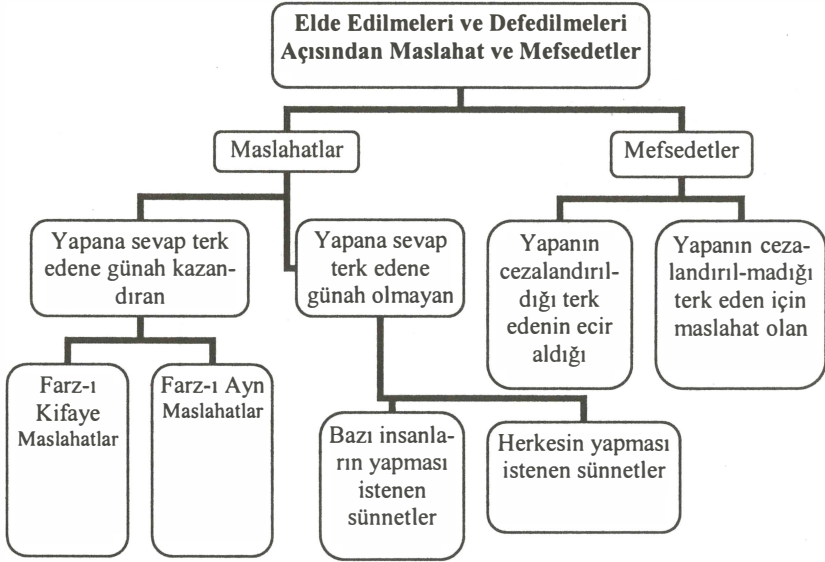 Elde Edilmeleri ve Defedilmeleri
Açısından Maslahat ve Mefsedetler
Maslahatlar
Mefsedetler
Yapana sevap terk
edene günah kazan-
dıran
Yapana sevap
terk edene
günah olmayan
Yapanın
cezalandırıl-
dığı terk
edenin ecir
aldığı
Yapanın ceza-
landırıl-madığı
terk eden için
maslahat olan
Farz-ı
Kifaye
Maslahatlar
Farz-ı Ayn
Maslahatlar
Bazı insanla-
rın yapması
istenen
sünnetler
Herkesin yapması
istenen sünnetler